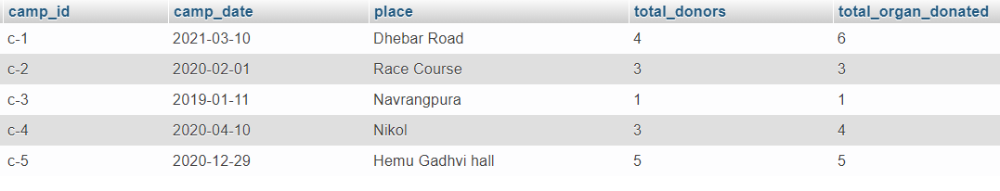 camp_id camp_date place total_donors total_organ_donated
c-1 2021-03-10 Dhebar Road 4 6
c-2 2020-02-01 Race Course 3 3
c-3 2019-01-11 Navrangpura 1 1
c-4 2020-04-10 Nikol 3 4
c-5 2020-12-29 Hemu Gadhvi hall 5 5